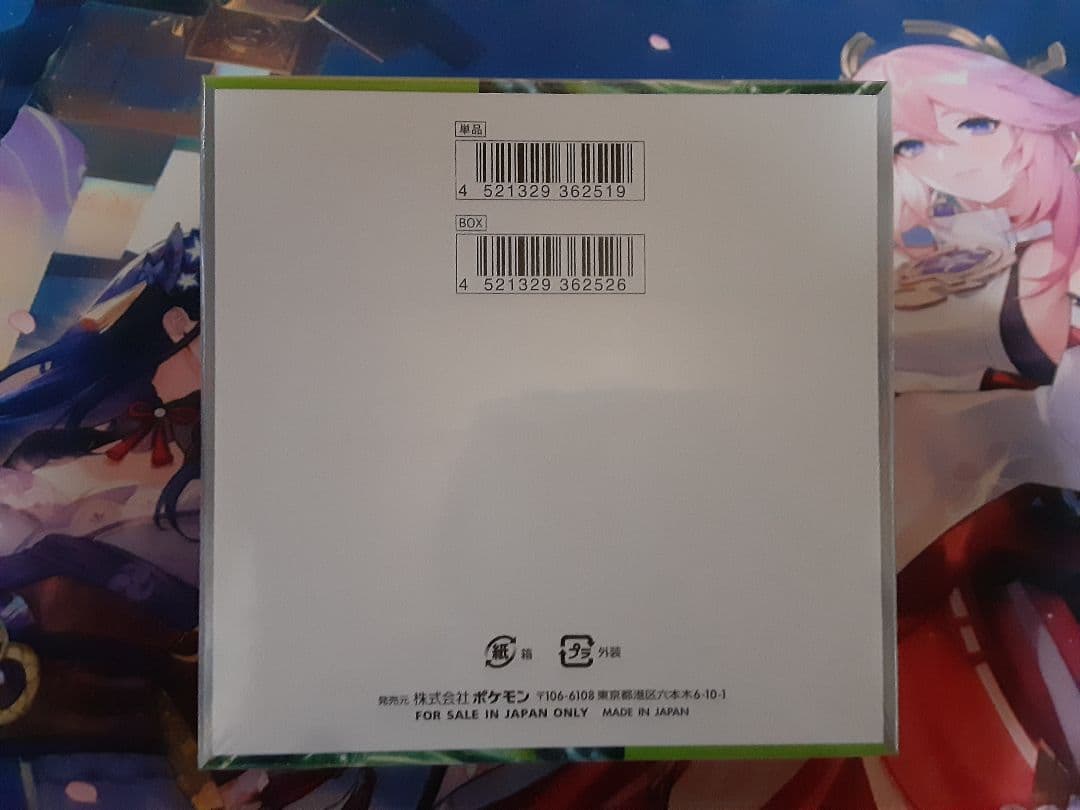 単品
4 521329 362519
BOX
4 521329 362526
紙 箱 プラ 外装
発売元 株式会社ポケモン 〒106-6108 東京都港区六本木6-10-1
FOR SALE IN JAPAN ONLY MADE IN JAPAN